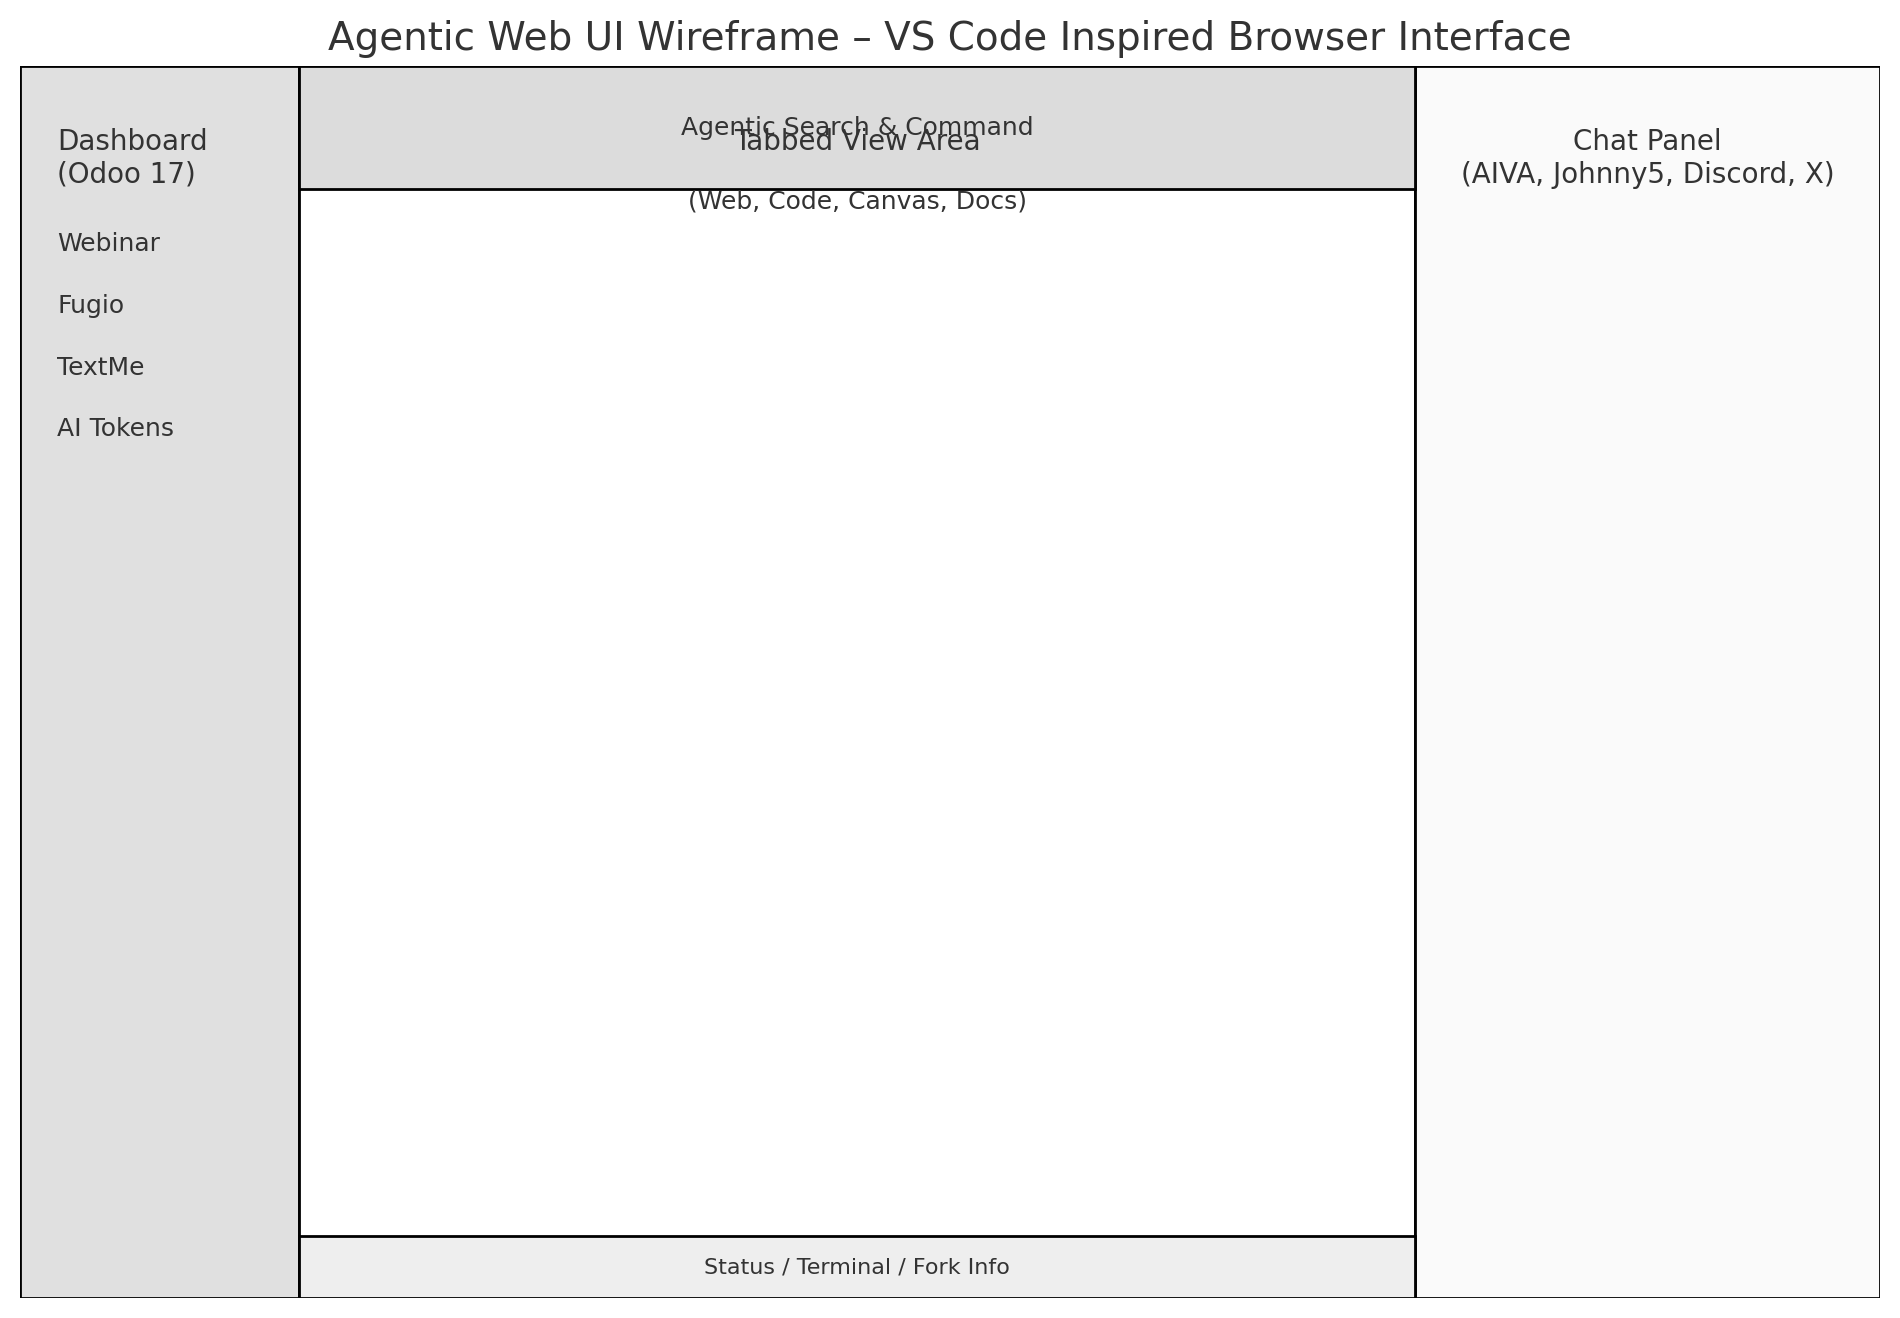 Agentic Web UI Wireframe – VS Code Inspired Browser Interface
Dashboard
(Odoo 17)
Webinar
Fugio
TextMe
AI Tokens
Agentic Search & Command
Tabbed View Area
(Web, Code, Canvas, Docs)
Status / Terminal / Fork Info
Chat Panel
(AIVA, Johnny5, Discord, X)